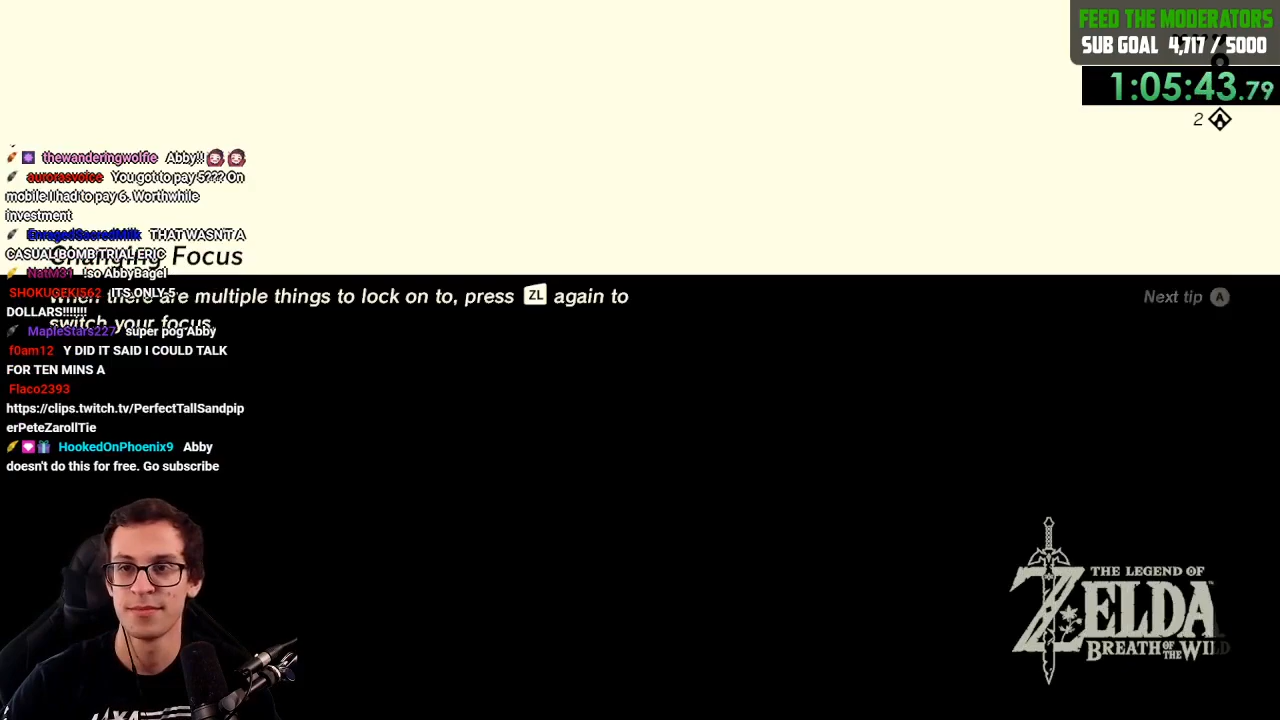 FEED THE MODERATORS
SUB GOAL 4,717 / 5000
1:05:43.79
2
thewanderingwolfie Abby!!
aurorasvoice You got to pay 5??? On
mobile I had to pay 6. Worthwhile
investment
EnragedSacredMilk THAT WASN'T A
CASUAL BOMB TRIAL ERIC
Changing Focus
NatM31 !so AbbyBagel
SHOKUGEKI562 ITS ONLY 5
DOLLARS!!!!!!!
When there are multiple things to lock on to, press ZL again to
switch your focus.
Next tip A
MapleStars227 super pog Abby
f0am12 Y DID IT SAID I COULD TALK
FOR TEN MINS A
Flaco2393
https://clips.twitch.tv/PerfectTallSandpip
erPeteZarollTie
HookedOnPhoenix9 Abby
doesn't do this for free. Go subscribe
THE LEGEND OF
ZELDA
BREATH OF THE WILD